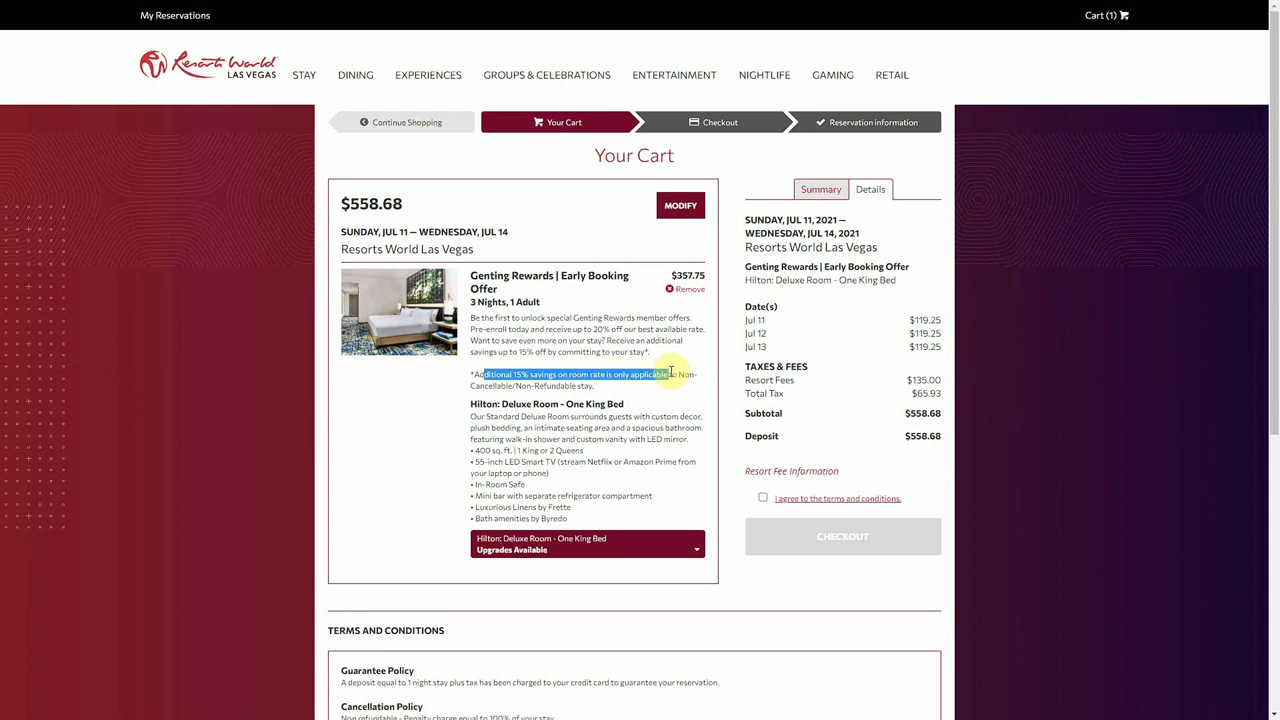 My Reservations
Cart (1)
Resorts World
LAS VEGAS
STAY
DINING
EXPERIENCES
GROUPS & CELEBRATIONS
ENTERTAINMENT
NIGHTLIFE
GAMING
RETAIL
Continue Shopping
Your Cart
Checkout
Reservation information
Your Cart
$558.68
MODIFY
SUNDAY, JUL 11 — WEDNESDAY, JUL 14
Resorts World Las Vegas
Genting Rewards | Early Booking
Offer
$357.75
Remove
3 Nights, 1 Adult
Be the first to unlock special Genting Rewards member offers.
Pre-enroll today and receive up to 20% off our best available rate.
Want to save even more on your stay? Receive an additional
savings up to 15% off by committing to your stay*.
*Additional 15% savings on room rate is only applicable to Non-
Cancellable/Non-Refundable stay.
Hilton: Deluxe Room - One King Bed
Our Standard Deluxe Room surrounds guests with custom decor,
plush bedding, an intimate seating area and a spacious bathroom
featuring walk-in shower and custom vanity with LED mirror.
• 400 sq. ft. | 1 King or 2 Queens
• 55-inch LED Smart TV (stream Netflix or Amazon Prime from
your laptop or phone)
• In-Room Safe
• Mini bar with separate refrigerator compartment
• Luxurious Linens by Frette
• Bath amenities by Byredo
Hilton: Deluxe Room - One King Bed
Upgrades Available
Summary
Details
SUNDAY, JUL 11, 2021 —
WEDNESDAY, JUL 14, 2021
Resorts World Las Vegas
Genting Rewards | Early Booking Offer
Hilton: Deluxe Room - One King Bed
Date(s)
Jul 11 $119.25
Jul 12 $119.25
Jul 13 $119.25
TAXES & FEES
Resort Fees $135.00
Total Tax $65.93
Subtotal $558.68
Deposit $558.68
Resort Fee Information
I agree to the terms and conditions.
CHECKOUT
TERMS AND CONDITIONS
Guarantee Policy
A deposit equal to 1 night stay plus tax has been charged to your credit card to guarantee your reservation.
Cancellation Policy
Non refundable - Penalty charge equal to 100% of your stay